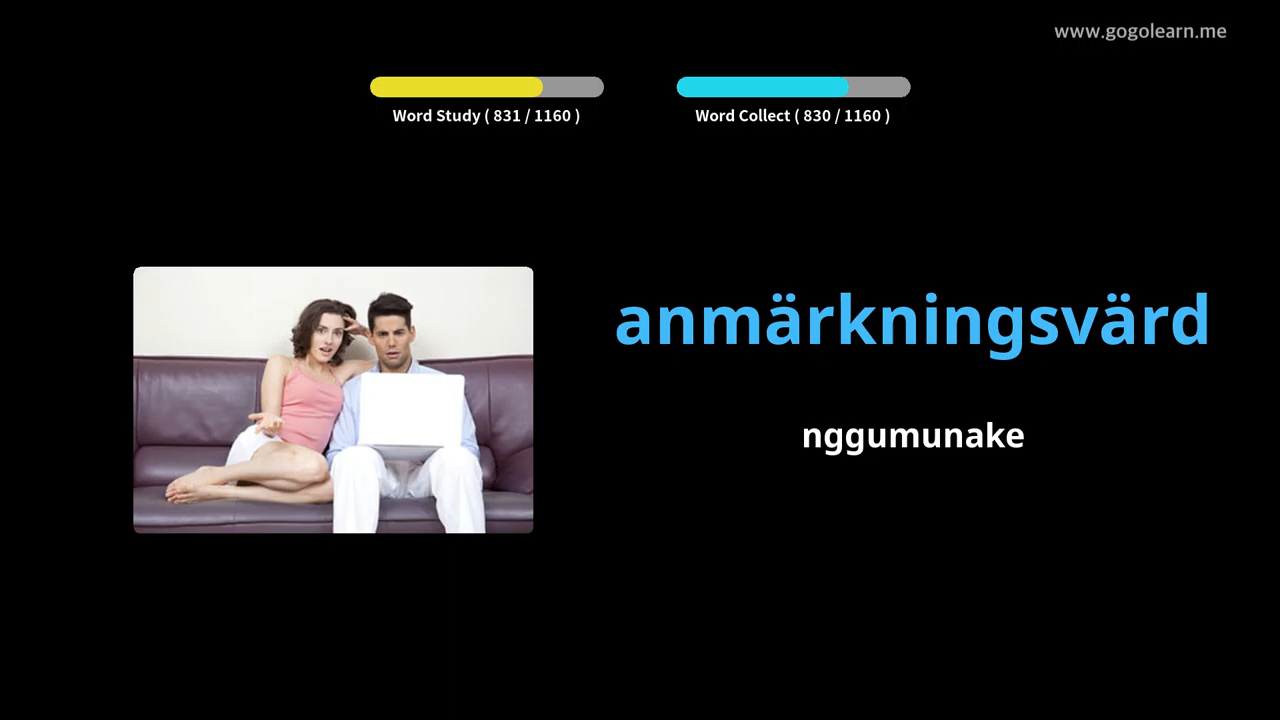 www.gogolearn.me
Word Study ( 831 / 1160 )
Word Collect ( 830 / 1160 )
anmärkningsvärd
nggumunake